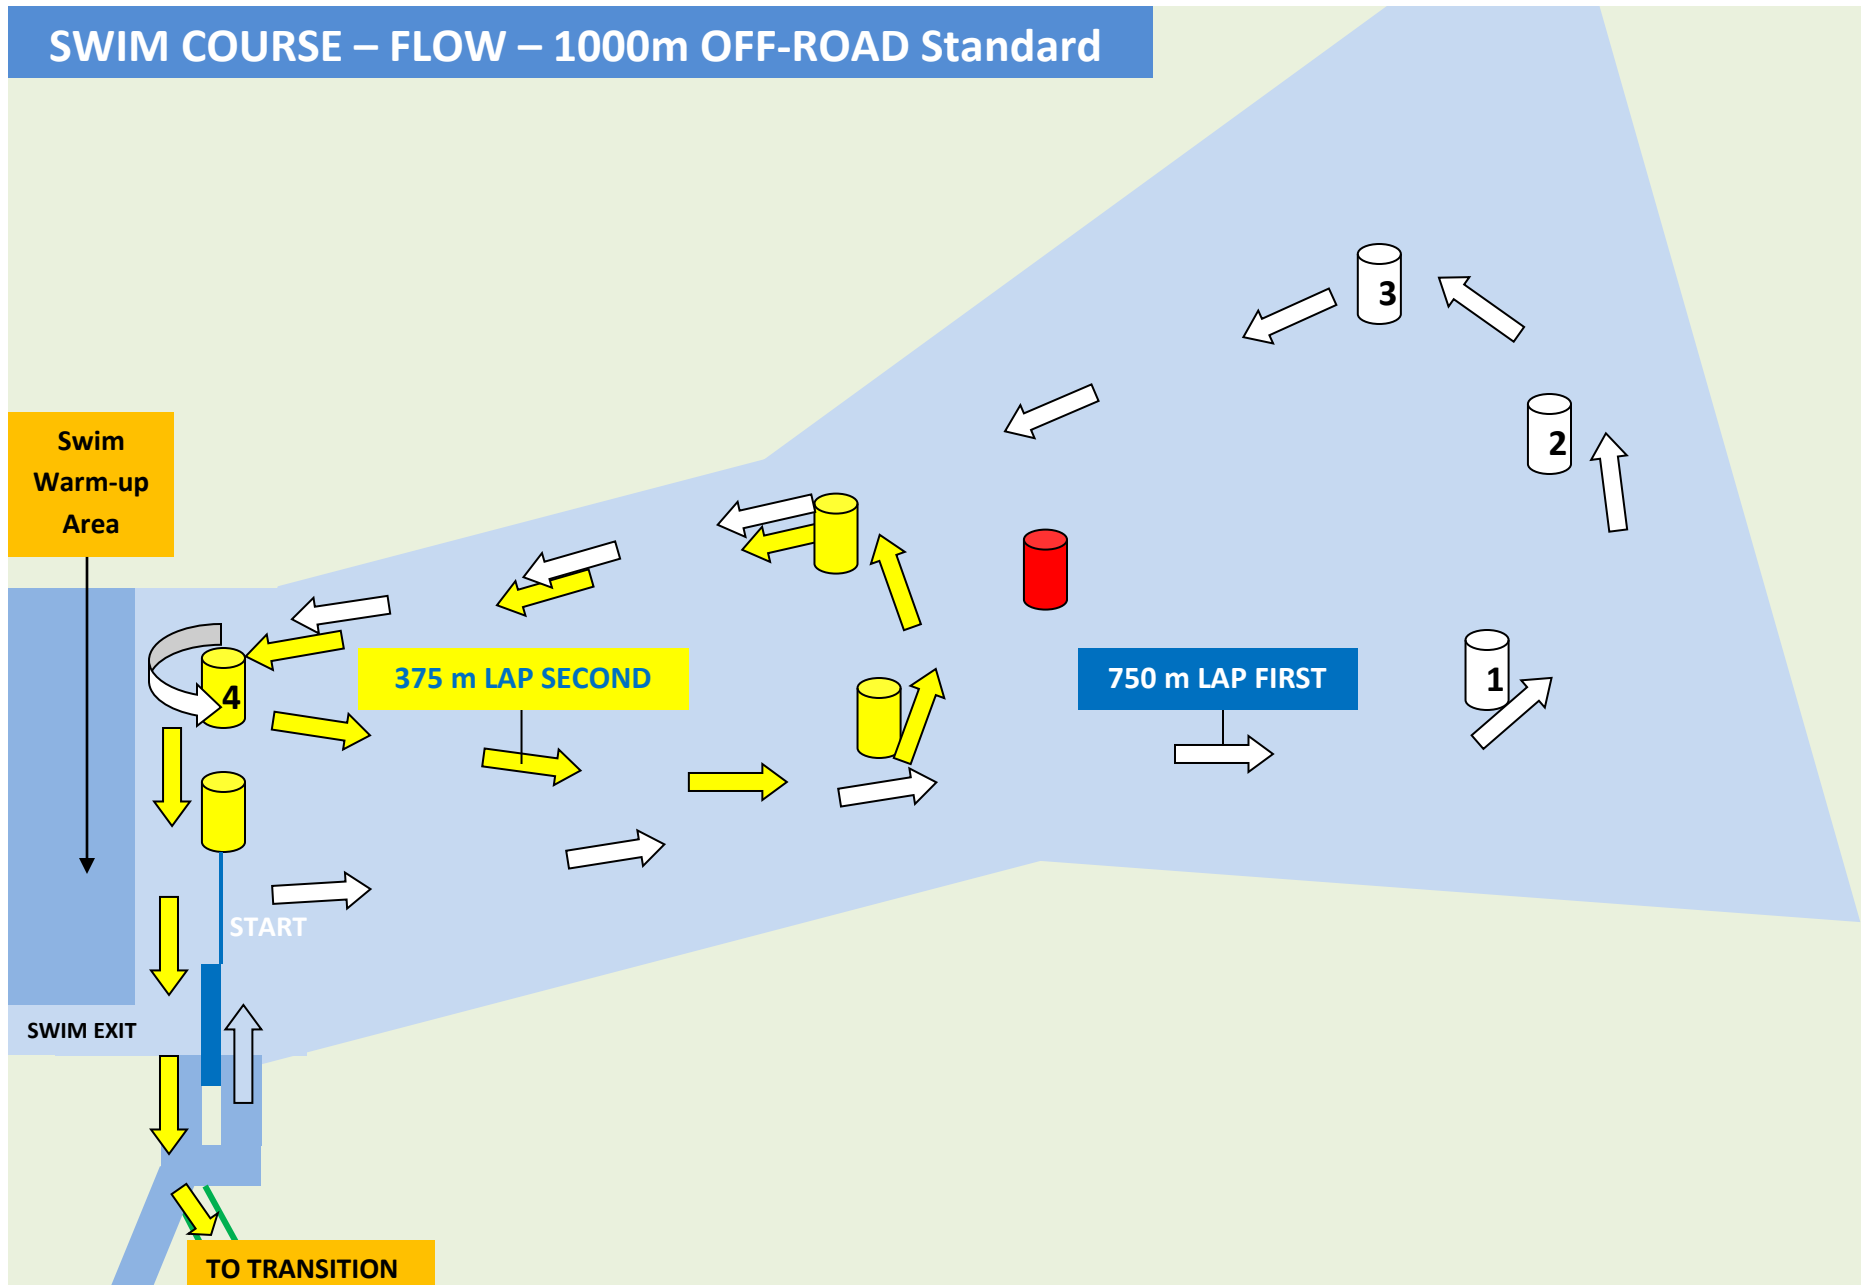 SWIM COURSE – FLOW – 1000m OFF-ROAD Standard
3
2
Swim
Warm-up
Area
375 m LAP SECOND
750 m LAP FIRST
1
4
START
SWIM EXIT
TO TRANSITION